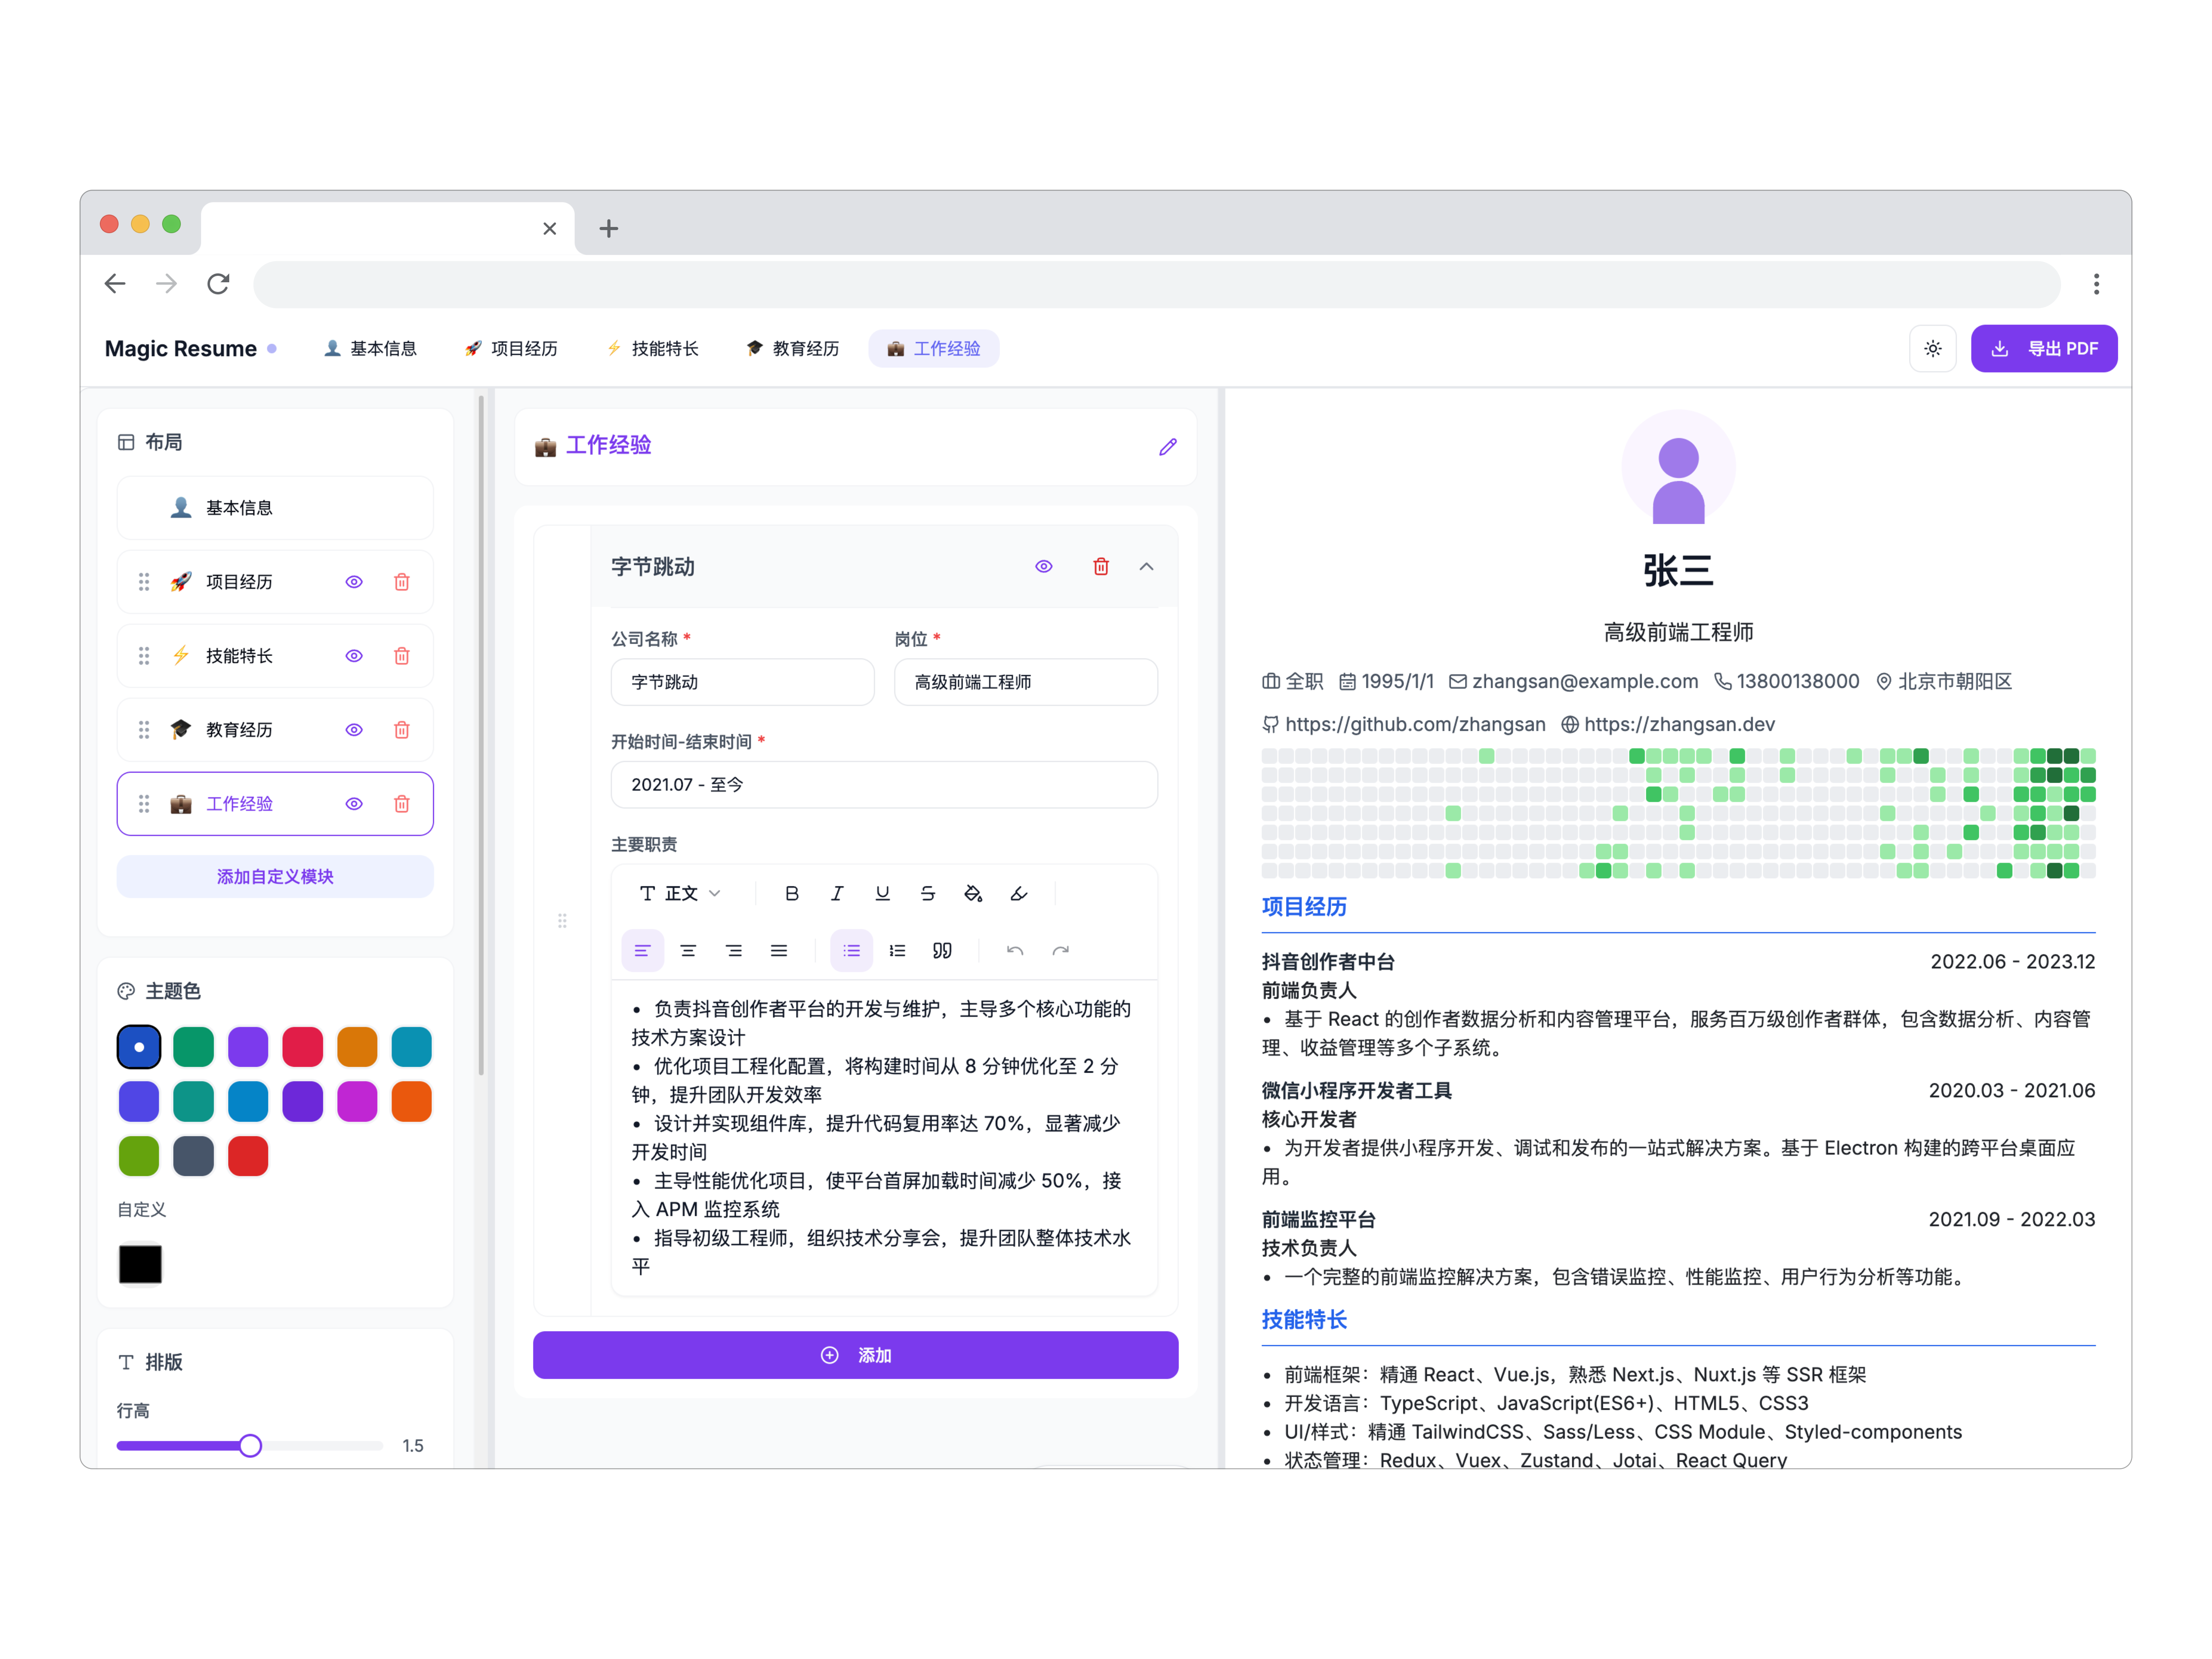 Magic Resume
基本信息
项目经历
技能特长
教育经历
工作经验
导出 PDF
布局
基本信息
项目经历
技能特长
教育经历
工作经验
添加自定义模块
主题色
自定义
排版
行高
1.5
工作经验
字节跳动
公司名称 *
岗位 *
字节跳动
高级前端工程师
开始时间-结束时间 *
2021.07 - 至今
主要职责
正文
• 负责抖音创作者平台的开发与维护，主导多个核心功能的
技术方案设计
• 优化项目工程化配置，将构建时间从 8 分钟优化至 2 分
钟，提升团队开发效率
• 设计并实现组件库，提升代码复用率达 70%，显著减少
开发时间
• 主导性能优化项目，使平台首屏加载时间减少 50%，接
入 APM 监控系统
• 指导初级工程师，组织技术分享会，提升团队整体技术水
平
添加
张三
高级前端工程师
全职 1995/1/1 zhangsan@example.com 13800138000 北京市朝阳区
https://github.com/zhangsan https://zhangsan.dev
项目经历
抖音创作者中台 2022.06 - 2023.12
前端负责人
• 基于 React 的创作者数据分析和内容管理平台，服务百万级创作者群体，包含数据分析、内容管
理、收益管理等多个子系统。
微信小程序开发者工具 2020.03 - 2021.06
核心开发者
• 为开发者提供小程序开发、调试和发布的一站式解决方案。基于 Electron 构建的跨平台桌面应
用。
前端监控平台 2021.09 - 2022.03
技术负责人
• 一个完整的前端监控解决方案，包含错误监控、性能监控、用户行为分析等功能。
技能特长
• 前端框架：精通 React、Vue.js，熟悉 Next.js、Nuxt.js 等 SSR 框架
• 开发语言：TypeScript、JavaScript(ES6+)、HTML5、CSS3
• UI/样式：精通 TailwindCSS、Sass/Less、CSS Module、Styled-components
• 状态管理：Redux、Vuex、Zustand、Jotai、React Query